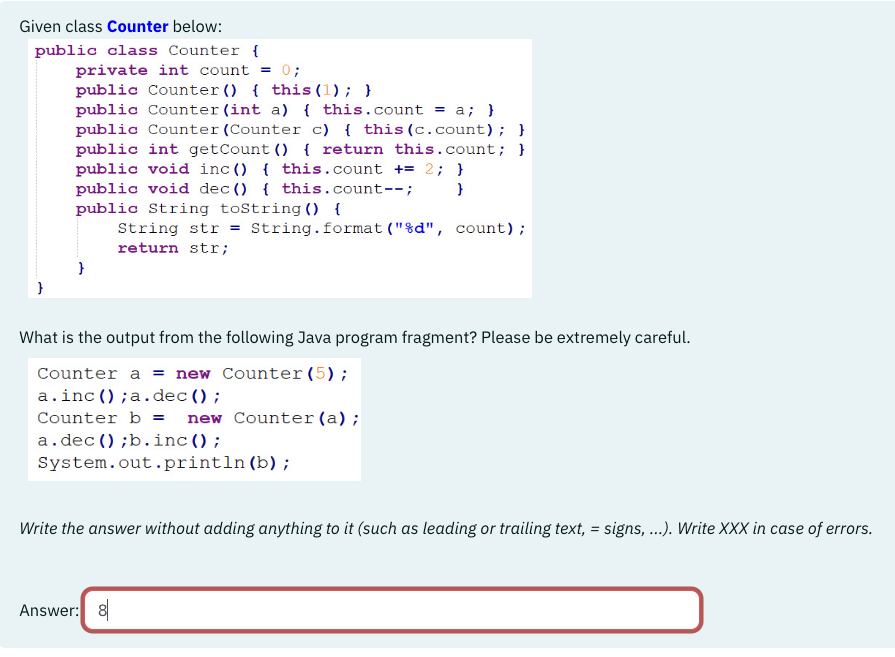 Given class Counter below:
public class Counter {
    private int count = 0;
    public Counter() { this(1); }
    public Counter(int a) { this.count = a; }
    public Counter(Counter c) { this(c.count); }
    public int getCount() { return this.count; }
    public void inc() { this.count += 2; }
    public void dec() { this.count--;    }
    public String toString() {
        String str = String.format("%d", count);
        return str;
    }
}
What is the output from the following Java program fragment? Please be extremely careful.
Counter a = new Counter(5);
a.inc();a.dec();
Counter b =  new Counter(a);
a.dec();b.inc();
System.out.println(b);
Write the answer without adding anything to it (such as leading or trailing text, = signs, ...). Write XXX in case of errors.
Answer: 8